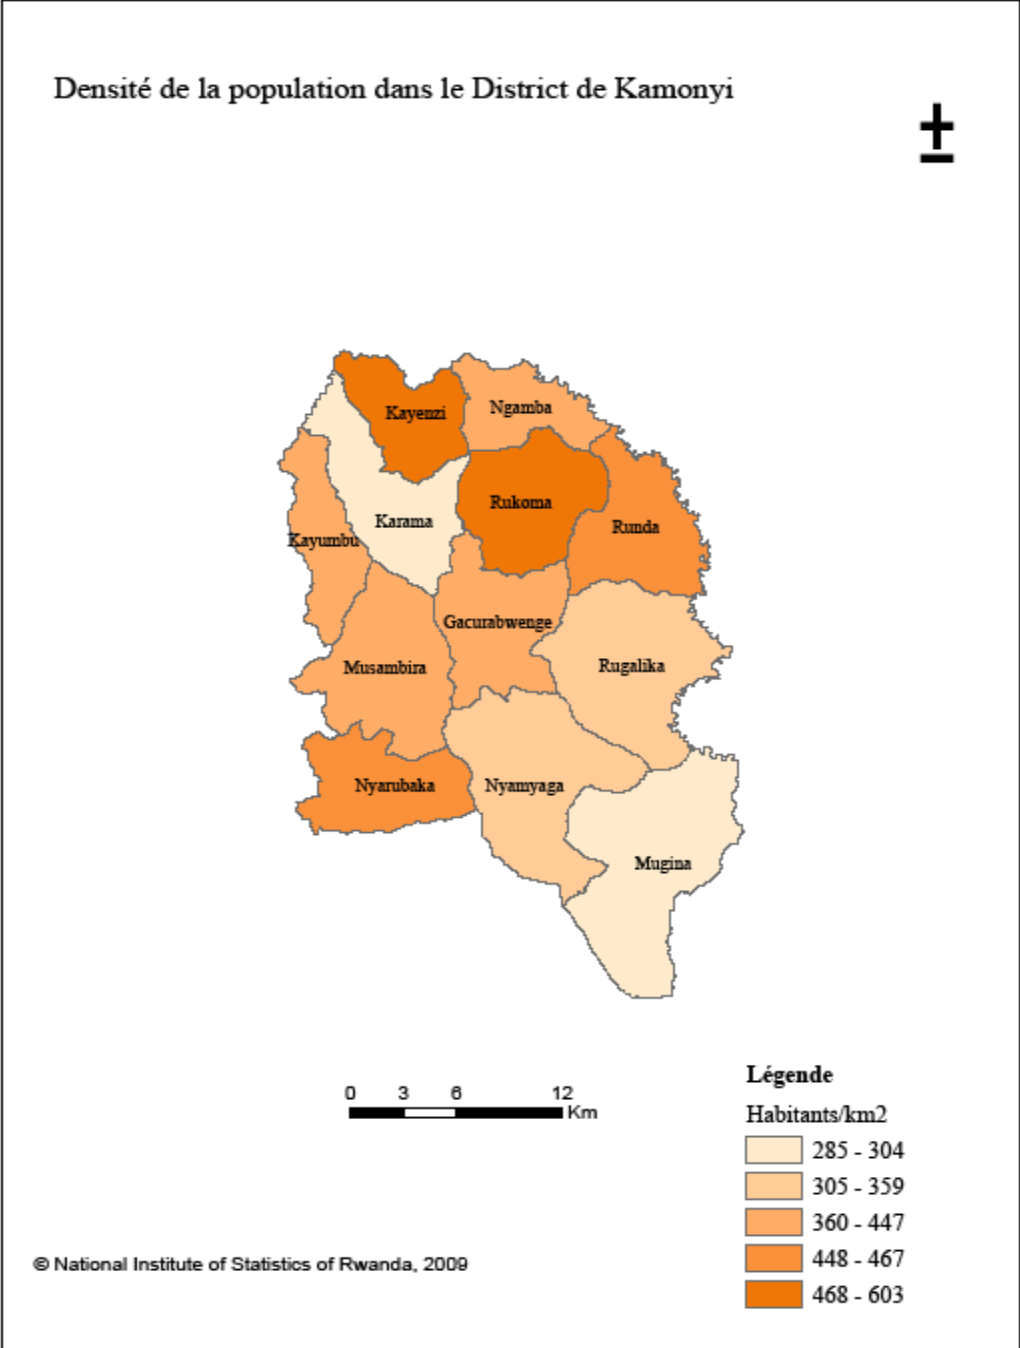 Densité de la population dans le District de Kamonyi
Kayenzi
Ngamba
Rukoma
Karama
Runda
Kayumbu
Gacurabwenge
Musambira
Rugalika
Nyarubaka
Nyamyaga
Mugina
0 3 6 12
Km
Légende
Habitants/km2
285 - 304
305 - 359
360 - 447
448 - 467
468 - 603
© National Institute of Statistics of Rwanda, 2009